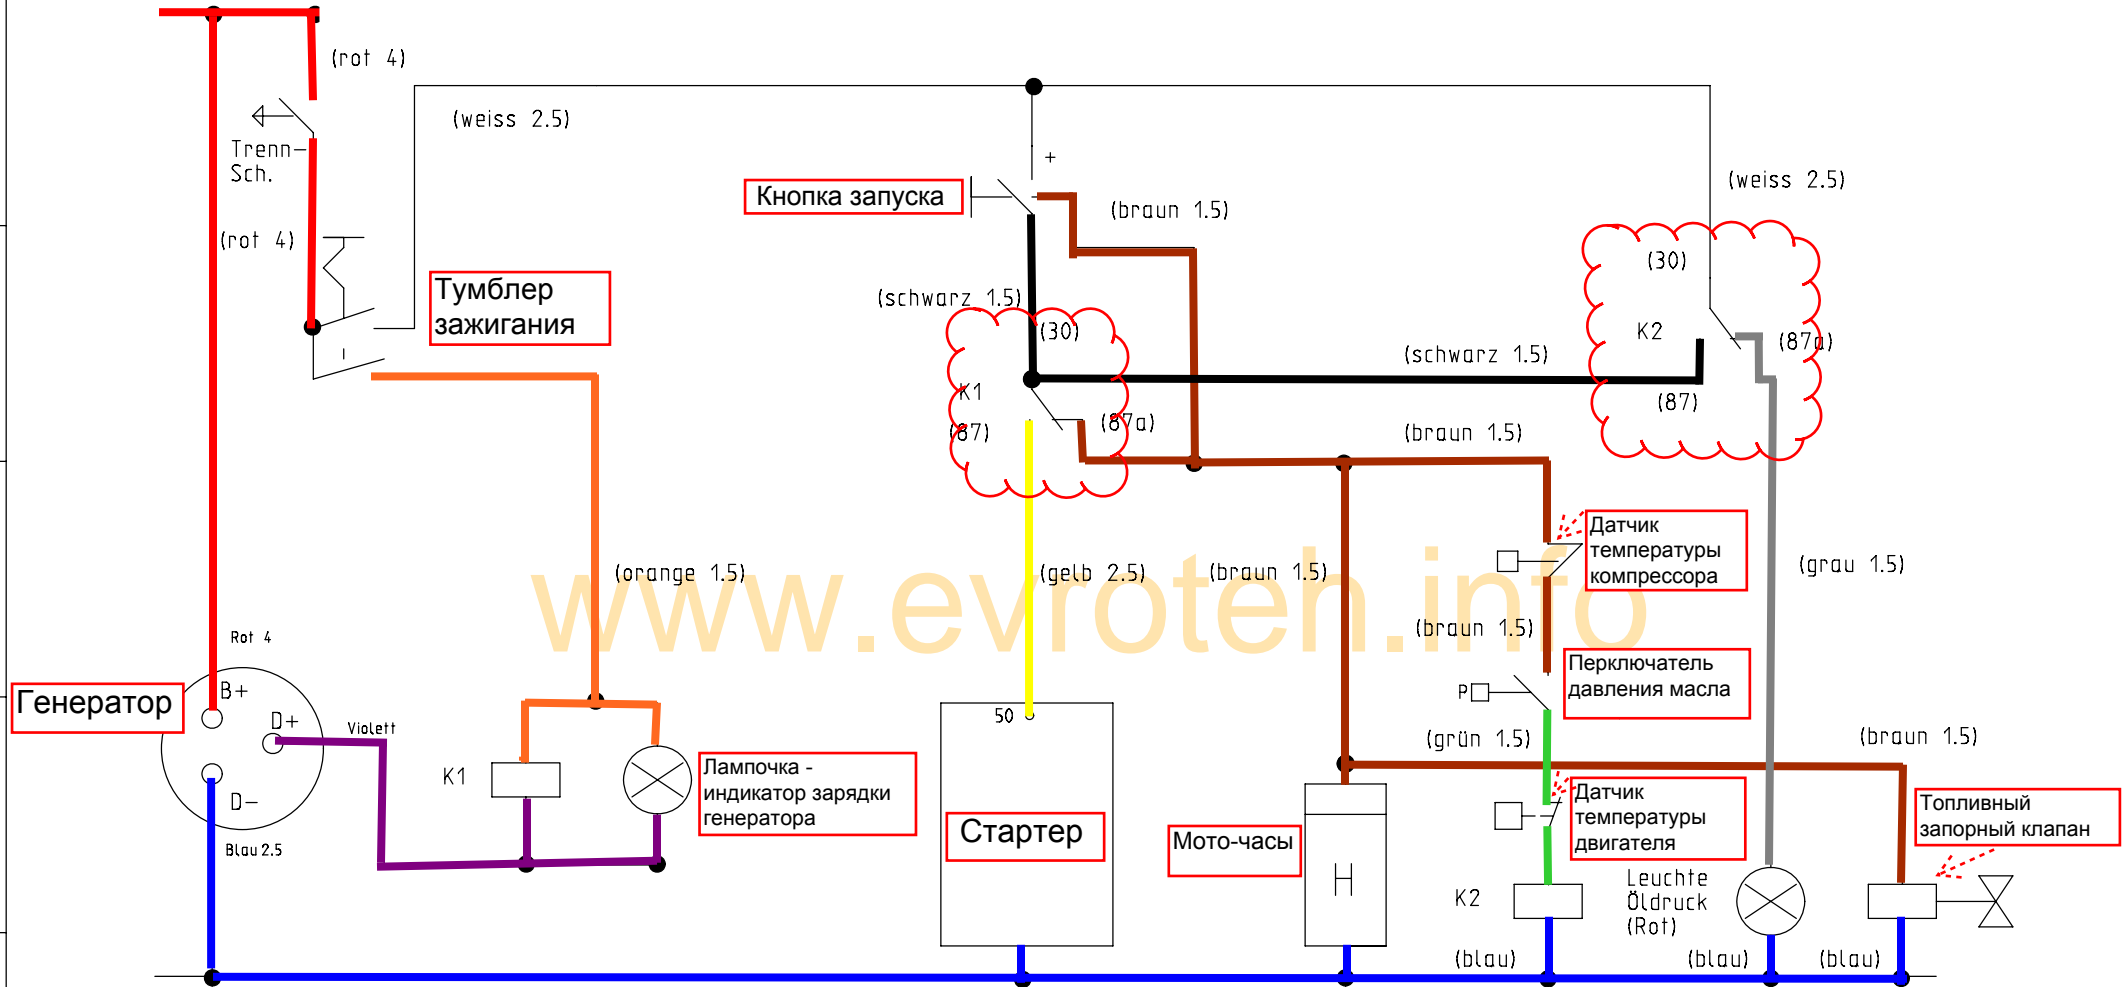 (rot 4)
(weiss 2.5)
Trenn-
Sch.
+
Кнопка запуска
(braun 1.5)
(weiss 2.5)
(rot 4)
Тумблер
зажигания
(schwarz 1.5)
(30)
(30)
K2
(87a)
(schwarz 1.5)
K1
(87)
(87)
(87a)
(braun 1.5)
Датчик
температуры
компрессора
(orange 1.5)
(gelb 2.5)
(braun 1.5)
(grau 1.5)
www.evroteh.info
(braun 1.5)
Rot 4
Перключатель
давления масла
P
Генератор
B+
D+
Violett
50
(grün 1.5)
(braun 1.5)
K1
Лампочка -
индикатор зарядки
генератора
Датчик
температуры
двигателя
Топливный
запорный клапан
D-
Blau 2.5
Стартер
Мото-часы
H
K2
Leuchte
Öldruck
(Rot)
(blau)
(blau)
(blau)